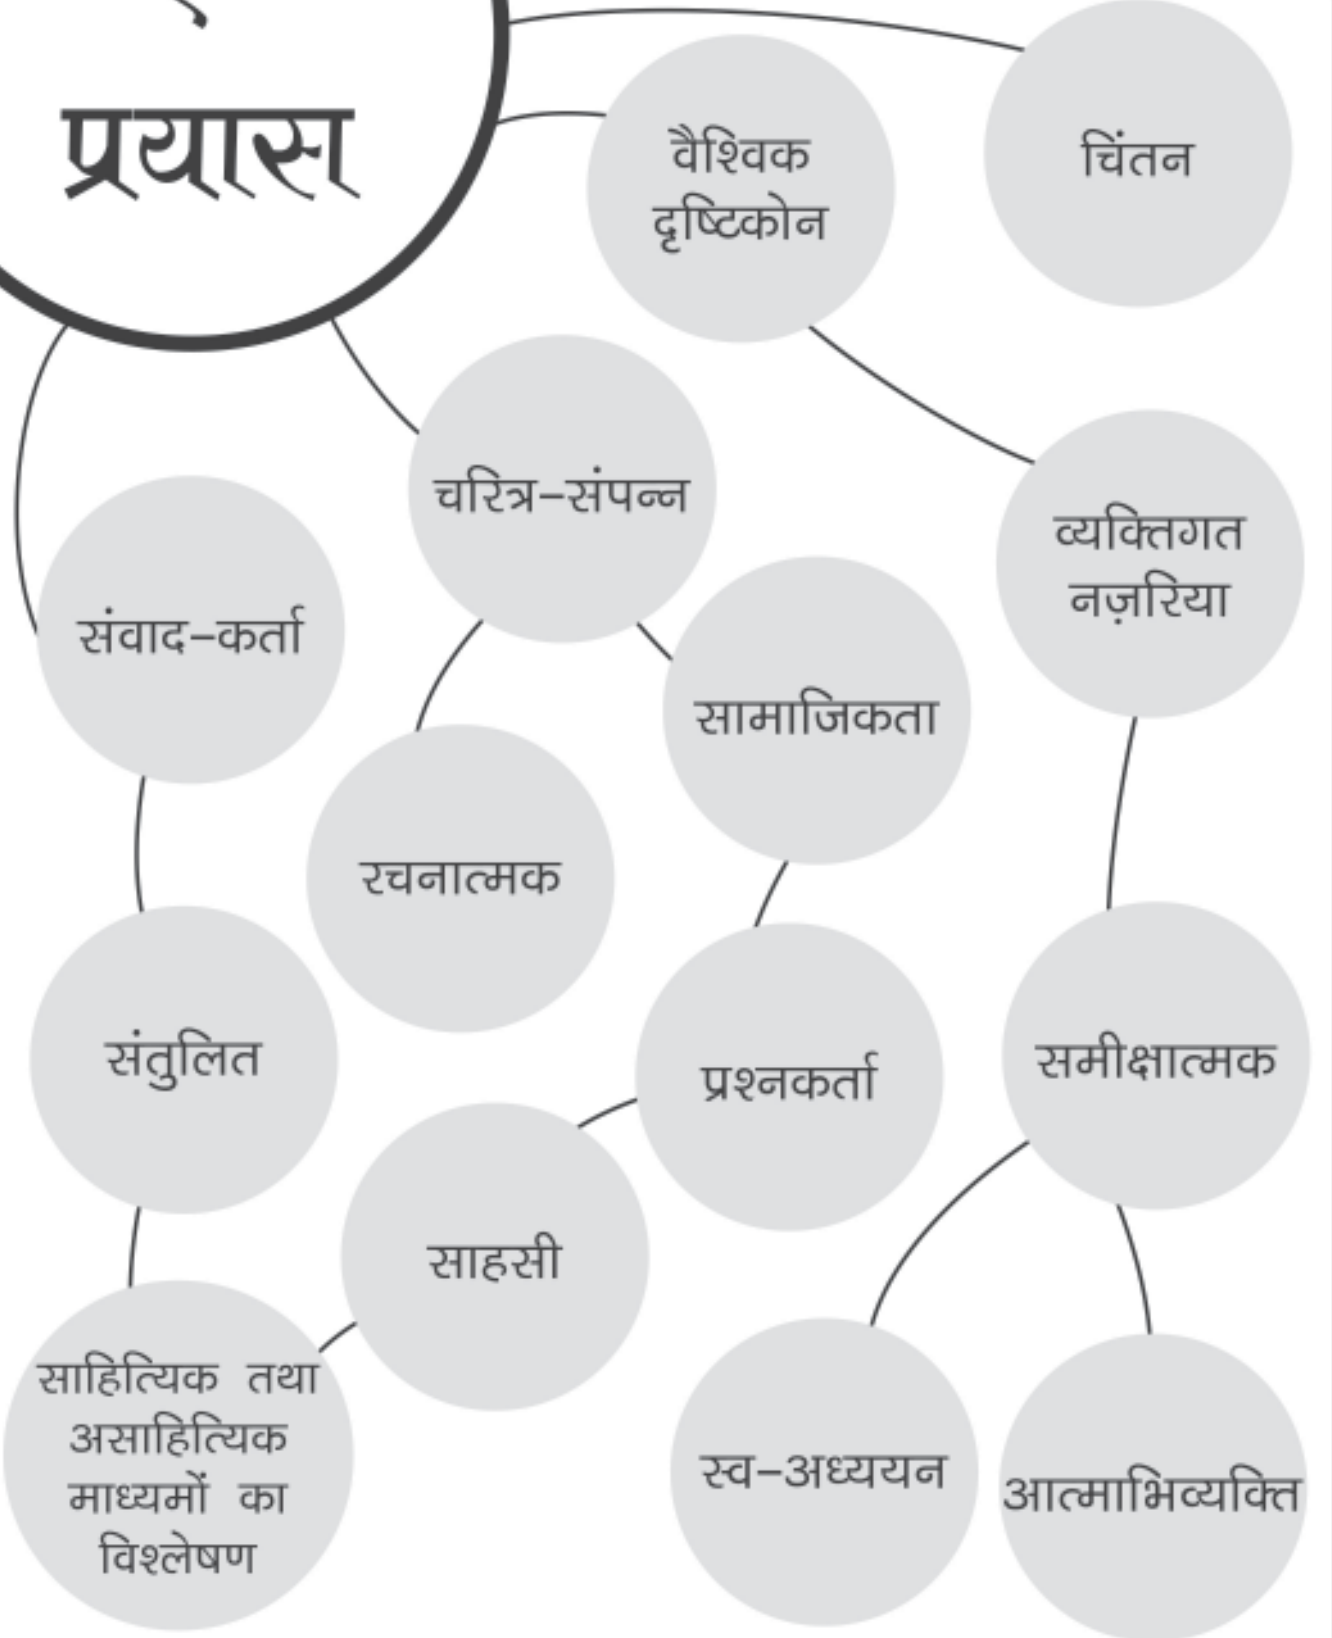 प्रयास
वैश्विक
दृष्टिकोन
चिंतन
चरित्र-संपन्न
व्यक्तिगत
नज़रिया
संवाद-कर्ता
सामाजिकता
रचनात्मक
संतुलित
प्रश्नकर्ता
समीक्षात्मक
साहसी
साहित्यिक तथा
असाहित्यिक
माध्यमों का
विश्लेषण
स्व-अध्ययन
आत्माभिव्यक्ति